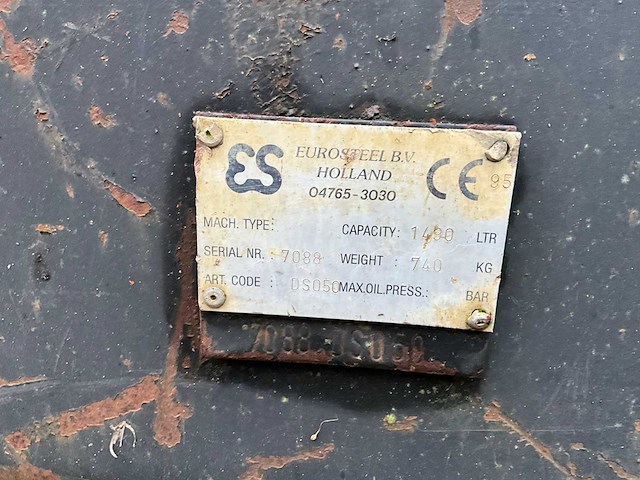 ES EUROSTEEL B.V.
HOLLAND
04765-3030
CE 95
MACH. TYPE: CAPACITY: 1490 LTR
SERIAL NR. : 7088 WEIGHT : 740 KG
ART. CODE : DS050 MAX.OIL.PRESS.: BAR
7088 DS050